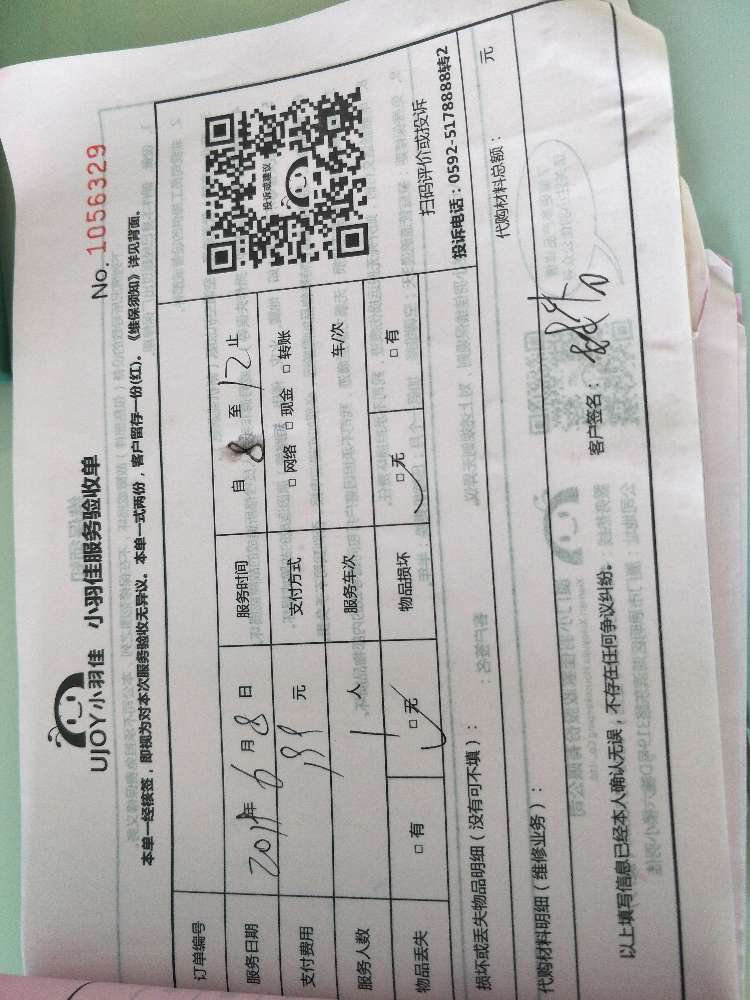 UJOY小羽佳 小羽佳服务验收单 No. 1056329
本单一经核签，即视为对本次服务验收无异议。本单一式两份，客户留存一份(红)。《维保须知》详见背面。
订单编号
投诉或建议
服务日期 年 6 月 8 日 服务时间 自 8 至 12 止
支付费用 199 元 支付方式 □ 网络 □ 现金 □ 转账
服务人数 1 人 服务车次 车/次
物品丢失 □ 有 □ 无 物品损坏 □ 无 □ 有
扫码评价或投诉
投诉电话：0592-5178888转2
损坏或丢失物品明细（没有可不填）：
代购材料明细（维修业务）： 代购材料总额： 元
以上填写信息已经本人确认无误，不存在任何争议纠纷。 客户签名：